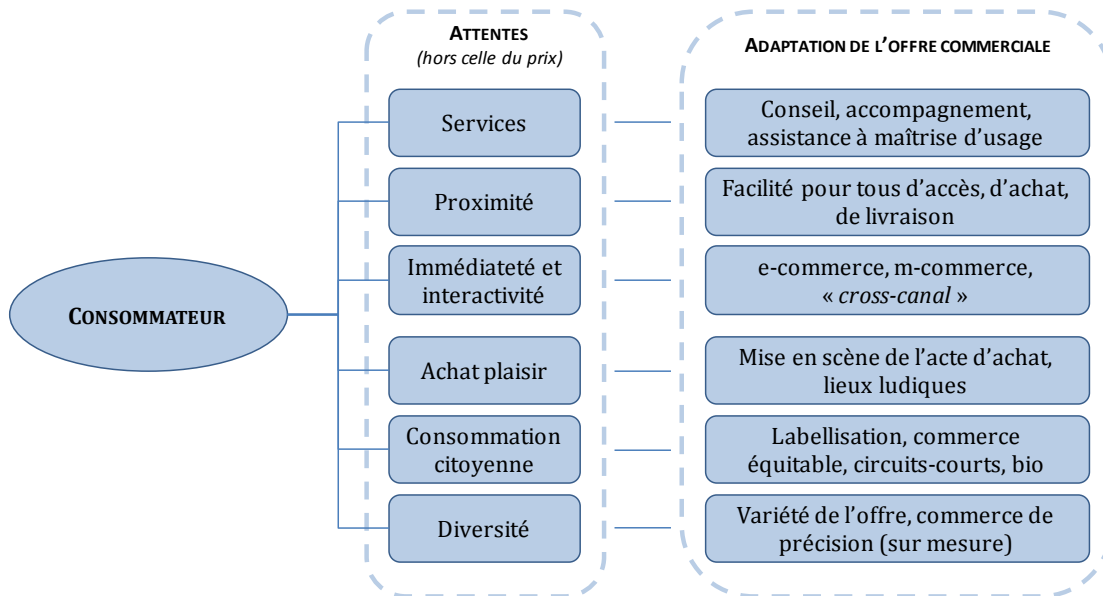 ATTENTES
(hors celle du prix)
ADAPTATION DE L'OFFRE COMMERCIALE
CONSOMMATEUR
Services
Conseil, accompagnement,
assistance à maîtrise d'usage
Proximité
Facilité pour tous d'accès, d'achat,
de livraison
Immédiateté et
interactivité
e-commerce, m-commerce,
« cross-canal »
Achat plaisir
Mise en scène de l'acte d'achat,
lieux ludiques
Consommation
citoyenne
Labellisation, commerce
équitable, circuits-courts, bio
Diversité
Variété de l'offre, commerce de
précision (sur mesure)